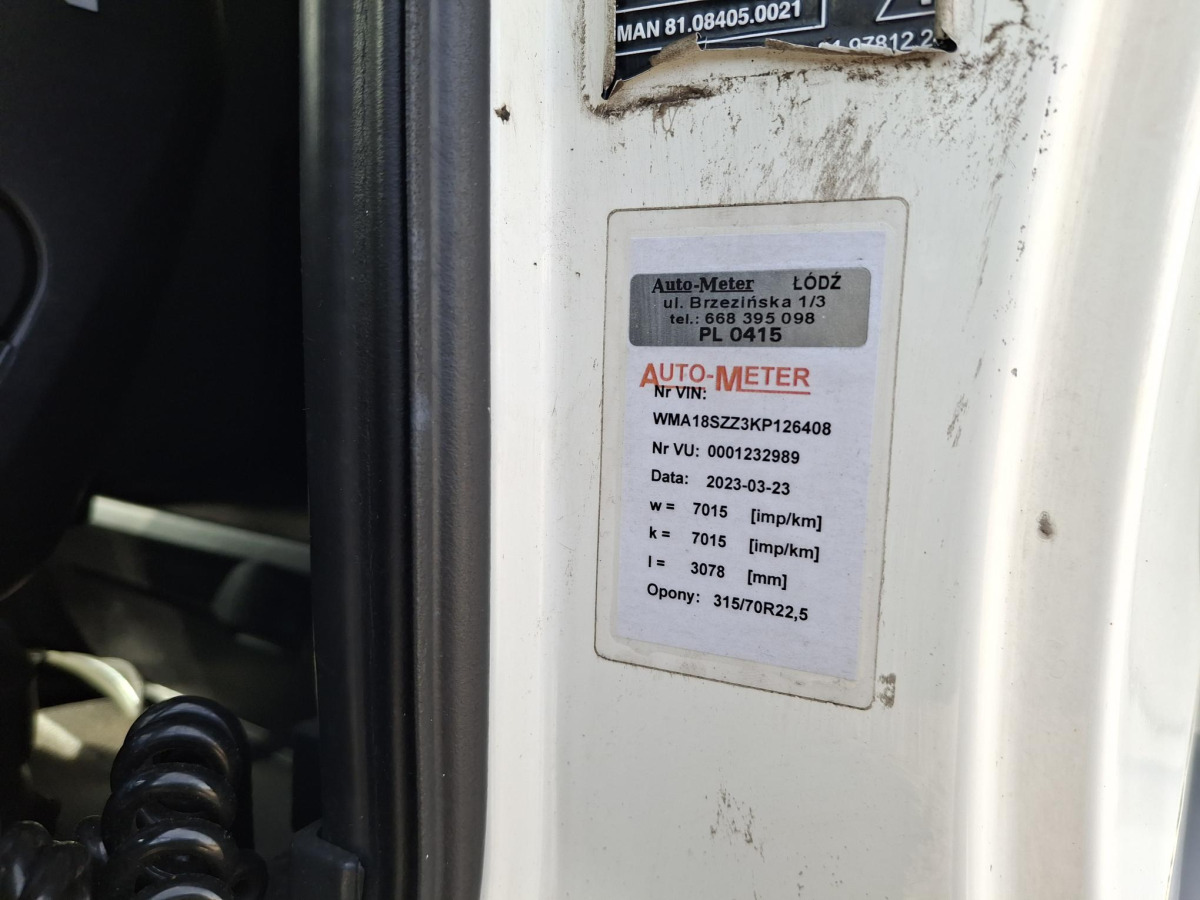 MAN 81.08405.0021
97812.2
Auto-Meter ŁÓDŹ
ul. Brzezińska 1/3
tel.: 668 395 098
PL 0415
AUTO-METER
Nr VIN:
WMA18SZZ3KP126408
Nr VU: 0001232989
Data: 2023-03-23
w = 7015 [imp/km]
k = 7015 [imp/km]
l = 3078 [mm]
Opony: 315/70R22,5